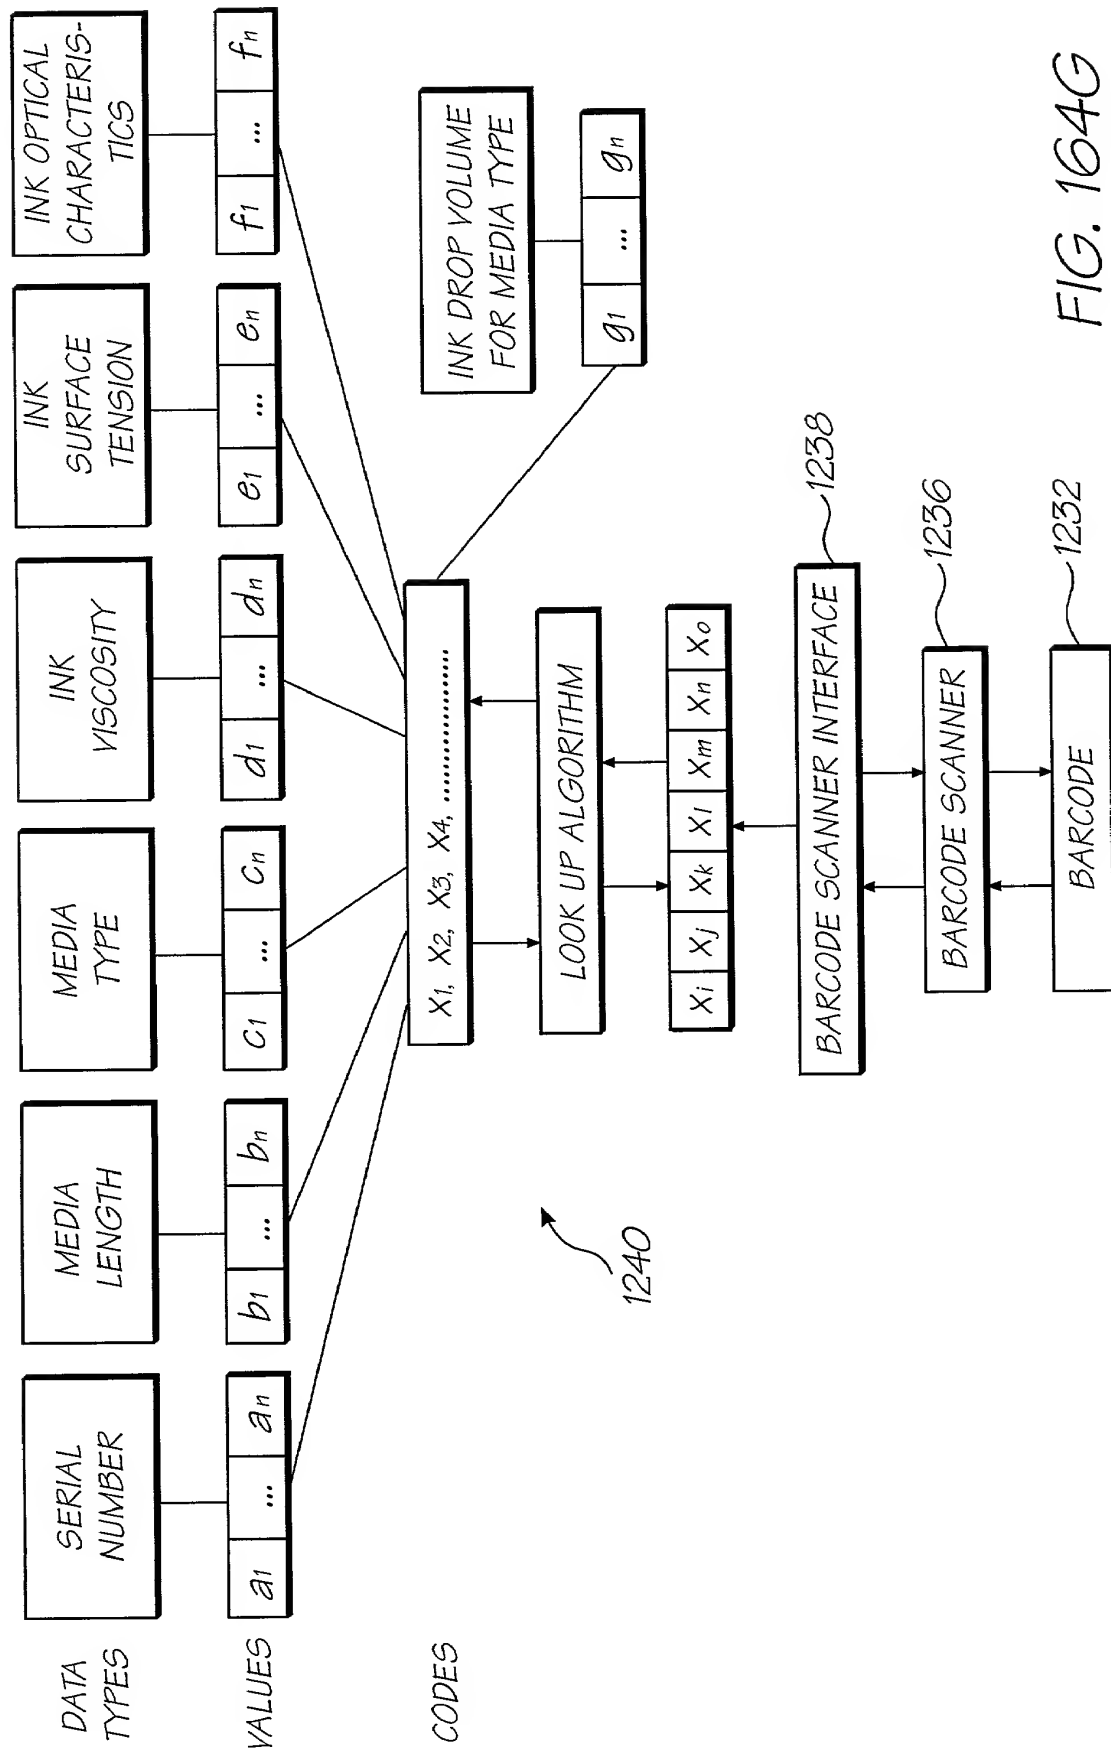 DATA
TYPES
SERIAL
NUMBER
MEDIA
LENGTH
MEDIA
TYPE
INK
VISCOSITY
INK
SURFACE
TENSION
INK OPTICAL
CHARACTERIS-
TICS
VALUES
a1 ... an
b1 ... bn
c1 ... cn
d1 ... dn
e1 ... en
f1 ... fn
CODES
X1, X2, X3, X4, ....................
INK DROP VOLUME
FOR MEDIA TYPE
g1 ... gn
LOOK UP ALGORITHM
Xi Xj Xk Xl Xm Xn Xo
1240
BARCODE SCANNER INTERFACE
1238
BARCODE SCANNER
1236
BARCODE
1232
FIG. 164G